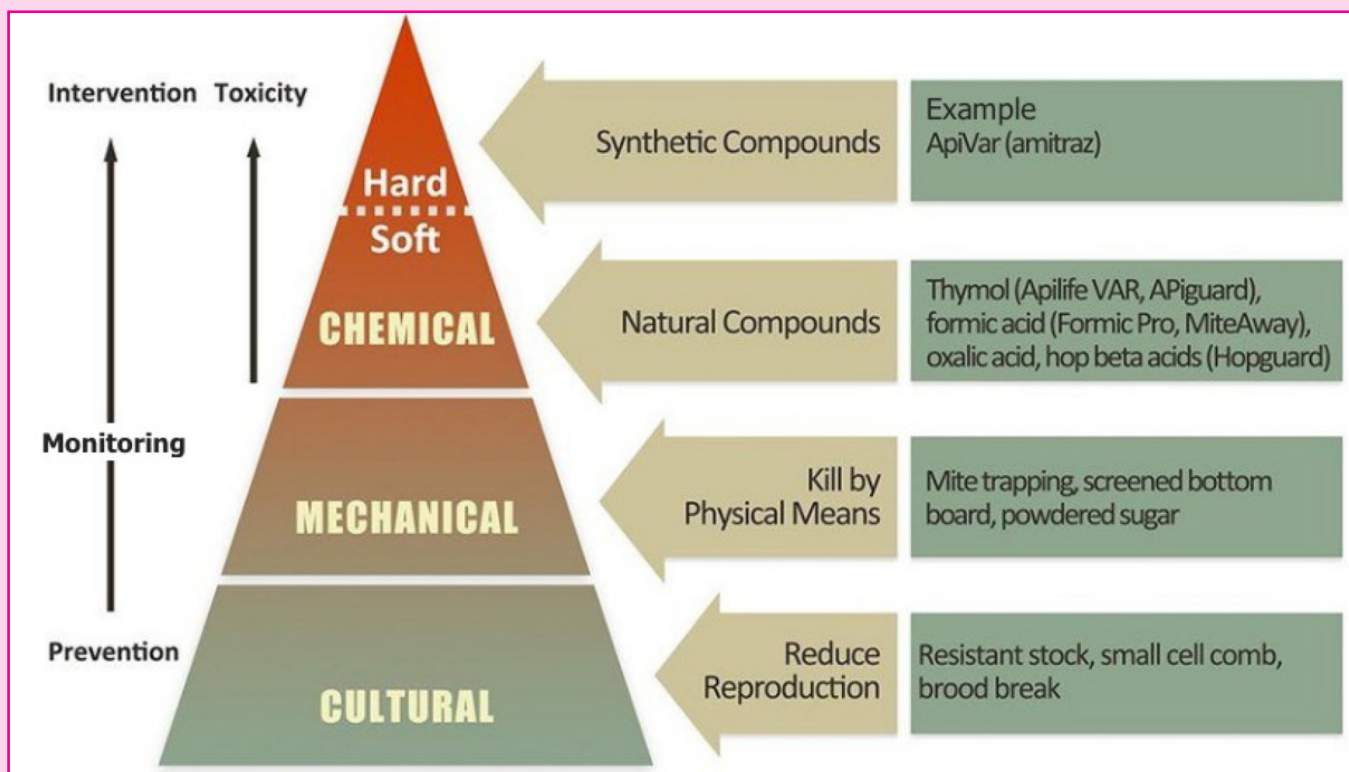 Intervention Toxicity
Monitoring
Prevention
Hard
Soft
CHEMICAL
MECHANICAL
CULTURAL
Synthetic Compounds
Example
ApiVar (amitraz)
Natural Compounds
Thymol (Apilife VAR, APiguard),
formic acid (Formic Pro, MiteAway),
oxalic acid, hop beta acids (Hopguard)
Kill by
Physical Means
Mite trapping, screened bottom
board, powdered sugar
Reduce
Reproduction
Resistant stock, small cell comb,
brood break